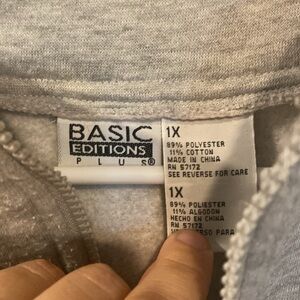 BASIC
EDITIONS
PLUS®
1X
89% POLYESTER
11% COTTON
MADE IN CHINA
RN 57172
SEE REVERSE FOR CARE
1X
89% POLIESTER
11% ALGODON
HECHO EN CHINA
RN 57172
PARA